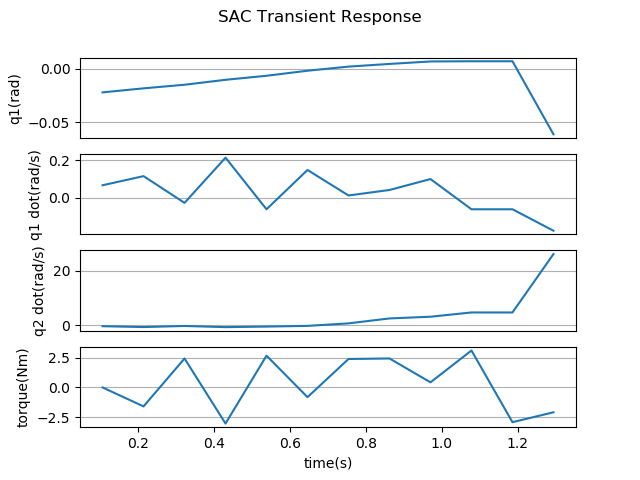 SAC Transient Response
0.00
−0.05
q1(rad)
0.2
0.0
q1 dot(rad/s)
20
0
q2 dot(rad/s)
2.5
0.0
−2.5
torque(Nm)
0.2 0.4 0.6 0.8 1.0 1.2
time(s)